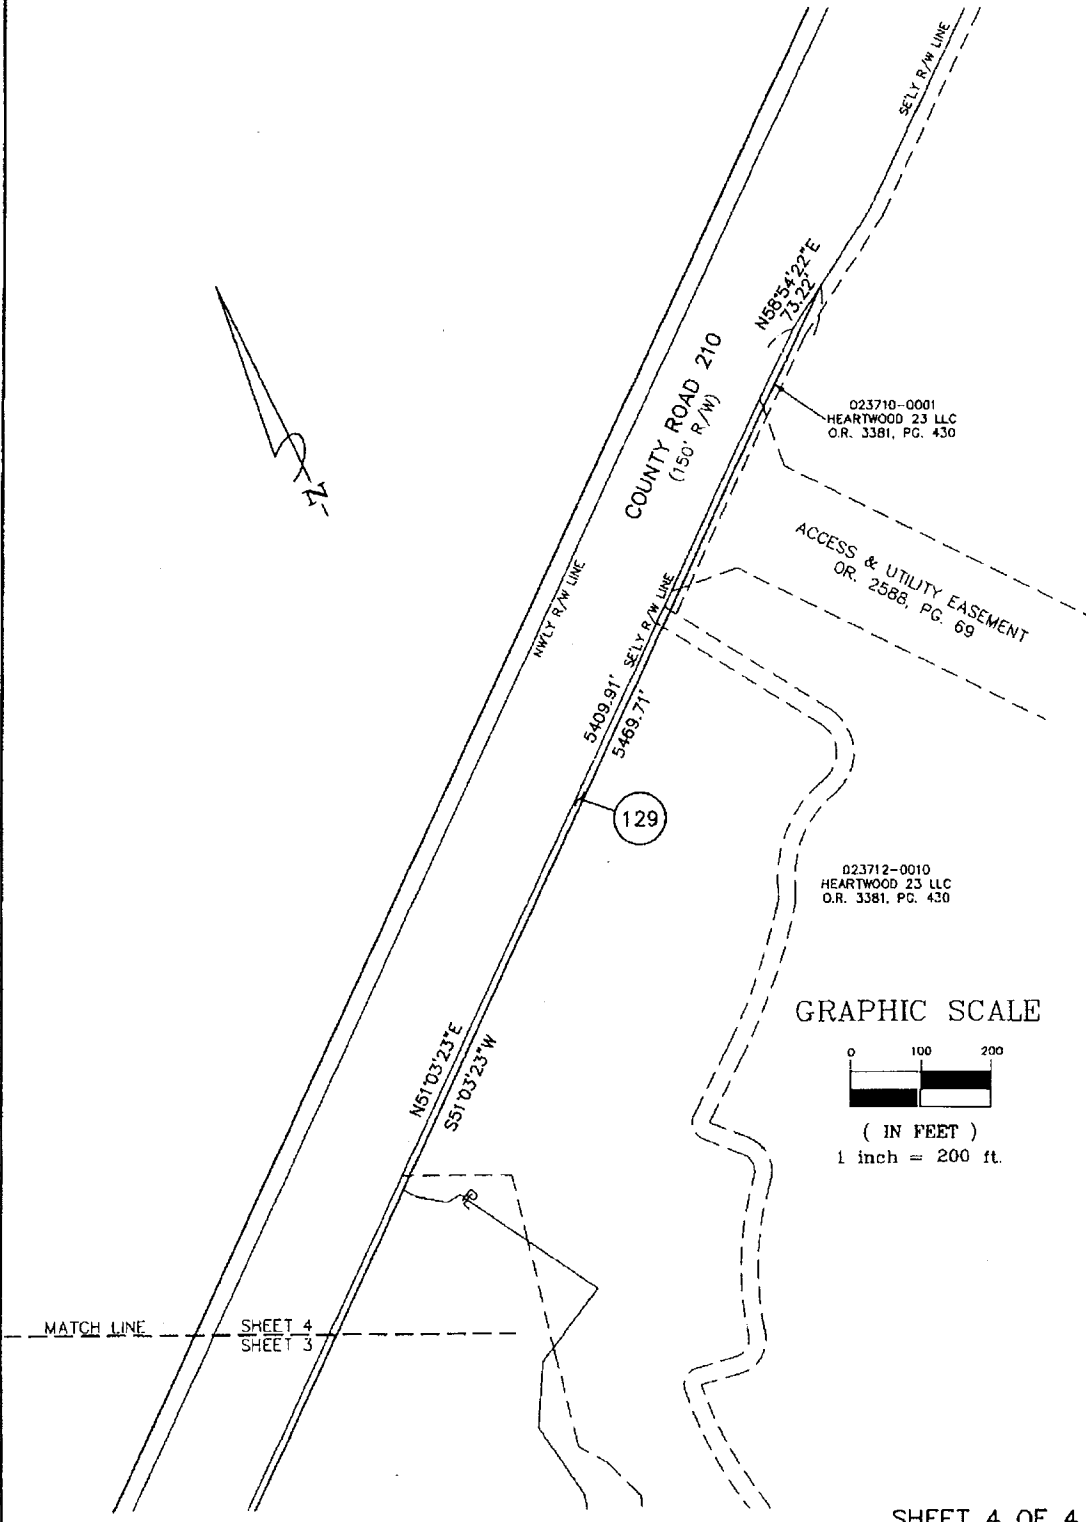 SE'LY R/W LINE
N58°54'22"E
73.22'
COUNTY ROAD 210
(150' R/W)
023710-0001
HEARTWOOD 23 LLC
O.R. 3381, PG. 430
-N-
ACCESS & UTILITY EASEMENT
OR. 2588, PG. 69
NW'LY R/W LINE
SE'LY R/W LINE
5409.91'
5469.71'
129
023712-0010
HEARTWOOD 23 LLC
O.R. 3381, PG. 430
GRAPHIC SCALE
0 100 200
( IN FEET )
1 inch = 200 ft.
N51°03'23"E
S51°03'23"W
MATCH LINE
SHEET 4
SHEET 3
SHEET 4 OF 4